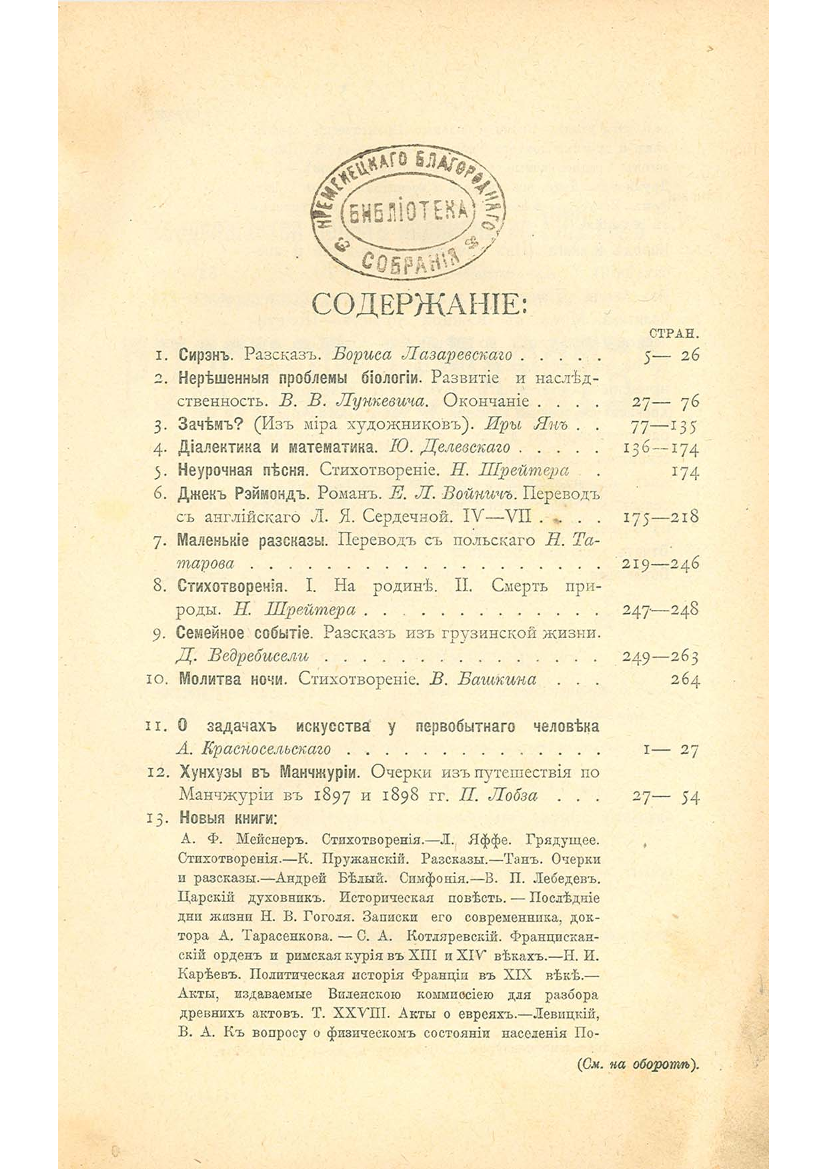 КРЕМЕНЕЦКАГО БЛАГОРОДНАГО
БИБЛІОТЕКА
СОБРАНІЯ
СОДЕРЖАНІЕ:
СТРАН.
1. Сирэнъ. Разсказъ. Бориса Лазаревскаго . . . . . 5— 26
2. Нерѣшенныя проблемы біологіи. Развитіе и наслѣд-
ственность. В. В. Лункевича. Окончаніе . . . . 27— 76
3. Зачѣмъ? (Изъ міра художниковъ). Иры Янъ . . 77—135
4. Діалектика и математика. Ю. Делевскаго . . . . . 136—174
5. Неурочная пѣсня. Стихотвореніе. Н. Шрейтера . 174
6. Джекъ Рэймондъ. Романъ. Е. Л. Войничъ. Переводъ
съ англійскаго Л. Я. Сердечной. IV—VII . . . . 175—218
7. Маленькіе разсказы. Переводъ съ польскаго Н. Та-
тарова . . . . . . . . . . . . . . . . . . 219—246
8. Стихотворенія. I. На родинѣ. II. Смерть при-
роды. Н. Шрейтера . . . . . . . . . . . . 247—248
9. Семейное событіе. Разсказъ изъ грузинской жизни.
Д. Ведребисели . . . . . . . . . . . . . . 249—263
10. Молитва ночи. Стихотвореніе. В. Башкина . . . 264
11. О задачахъ искусства у первобытнаго человѣка
А. Красносельскаго . . . . . . . . . . . . . 1— 27
12. Хунхузы въ Манчжуріи. Очерки изъ путешествія по
Манчжуріи въ 1897 и 1898 гг. П. Лобза . . . 27— 54
13. Новыя книги:
А. Ф. Мейснеръ. Стихотворенія.—Л. Яффе. Грядущее.
Стихотворенія.—К. Пружанскій. Разсказы.—Танъ. Очерки
и разсказы.—Андрей Бѣлый. Симфонія.—В. П. Лебедевъ.
Царскій духовникъ. Историческая повѣсть. — Послѣдніе
дни жизни Н. В. Гоголя. Записки его современника, док-
тора А. Тарасенкова. — С. А. Котляревскій. Францискан-
скій орденъ и римская курія въ XIII и XIV вѣкахъ.—Н. И.
Карѣевъ. Политическая исторія Франціи въ XIX вѣкѣ.—
Акты, издаваемые Виленскою коммиссіею для разбора
древнихъ актовъ. Т. XXVIII. Акты о евреяхъ.—Левицкій,
В. А. Къ вопросу о физическомъ состояніи населенія По-
(См. на оборотѣ).